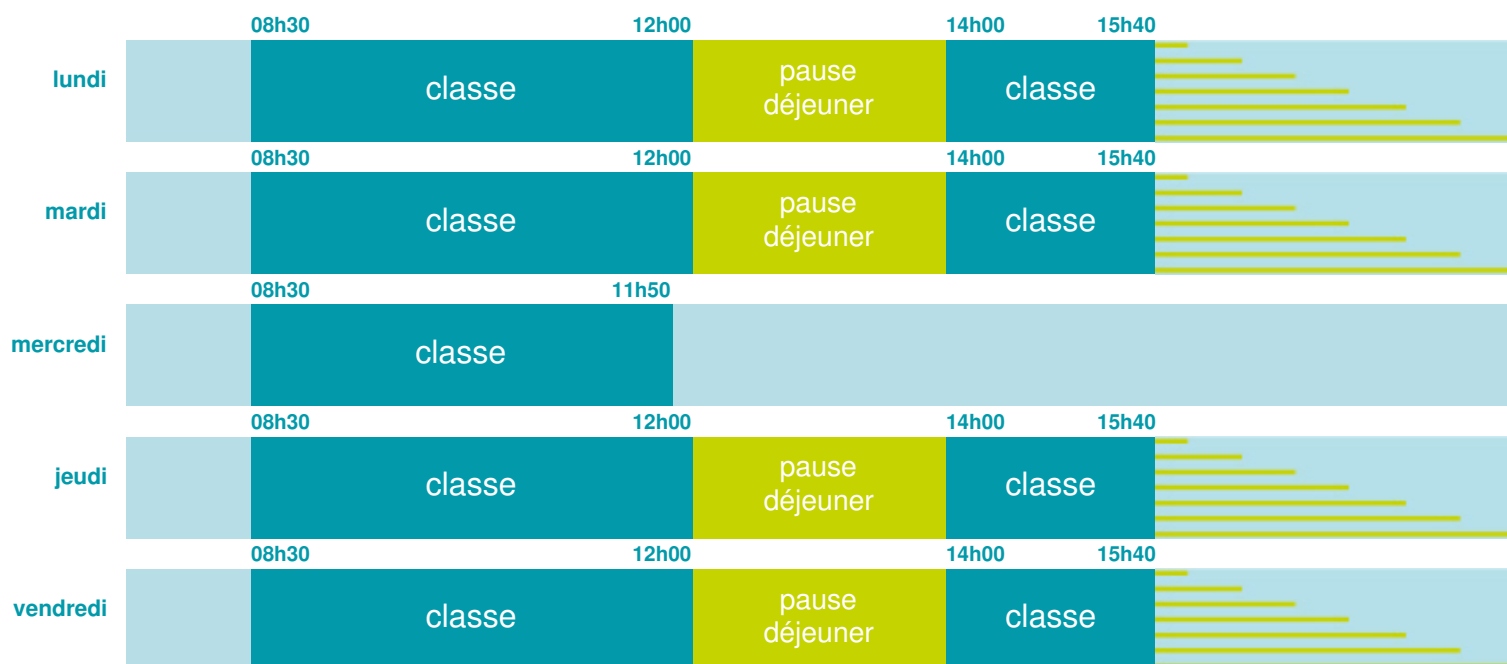 08h30 12h00 14h00 15h40
lundi classe pause déjeuner classe
08h30 12h00 14h00 15h40
mardi classe pause déjeuner classe
08h30 11h50
mercredi classe
08h30 12h00 14h00 15h40
jeudi classe pause déjeuner classe
08h30 12h00 14h00 15h40
vendredi classe pause déjeuner classe